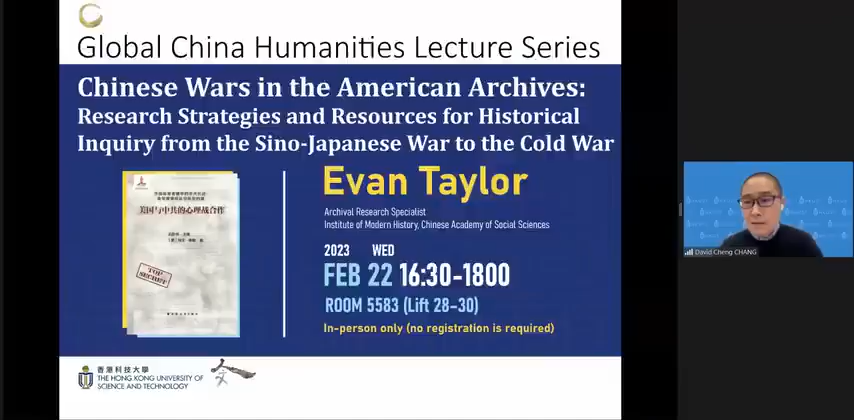 Global China Humanities Lecture Series
Chinese Wars in the American Archives:
Research Strategies and Resources for Historical
Inquiry from the Sino-Japanese War to the Cold War
美国与中共的心理战合作
TOP
SECRET
Evan Taylor
Archival Research Specialist
Institute of Modern History, Chinese Academy of Social Sciences
2023 WED
FEB 22 16:30-1800
ROOM 5583 (Lift 28-30)
In-person only (no registration is required)
香港科技大學
THE HONG KONG UNIVERSITY OF
SCIENCE AND TECHNOLOGY
人文
David Cheng CHANG